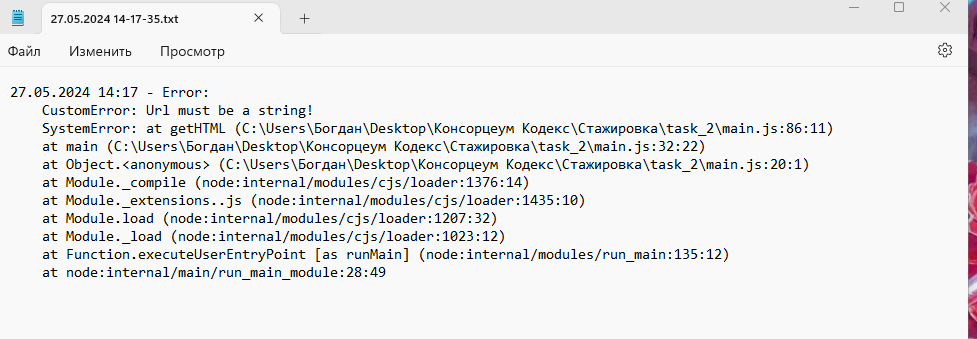 27.05.2024 14-17-35.txt
Файл Изменить Просмотр
27.05.2024 14:17 - Error:
CustomError: Url must be a string!
SystemError: at getHTML (C:\Users\Богдан\Desktop\Консорцеум Кодекс\Стажировка\task_2\main.js:86:11)
at main (C:\Users\Богдан\Desktop\Консорцеум Кодекс\Стажировка\task_2\main.js:32:22)
at Object.<anonymous> (C:\Users\Богдан\Desktop\Консорцеум Кодекс\Стажировка\task_2\main.js:20:1)
at Module._compile (node:internal/modules/cjs/loader:1376:14)
at Module._extensions..js (node:internal/modules/cjs/loader:1435:10)
at Module.load (node:internal/modules/cjs/loader:1207:32)
at Module._load (node:internal/modules/cjs/loader:1023:12)
at Function.executeUserEntryPoint [as runMain] (node:internal/modules/run_main:135:12)
at node:internal/main/run_main_module:28:49